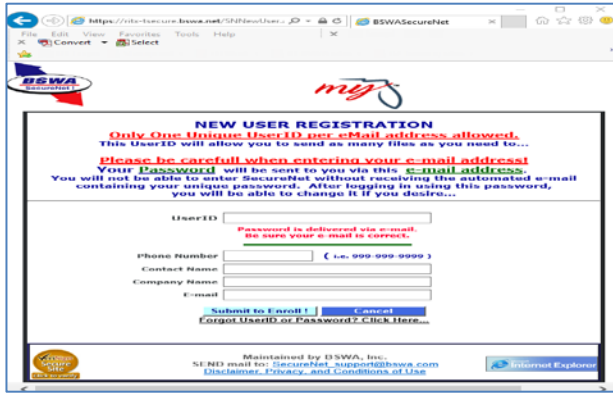 https://rits-tsecure.bswa.net/SNNewUser.
BSWASecureNet
File Edit View Favorites Tools Help
Convert Select
BSWA
SecureNet!
my
NEW USER REGISTRATION
Only One Unique UserID per eMail address allowed.
This UserID will allow you to send as many files as you need to...
Please be carefull when entering your e-mail address!
Your Password will be sent to you via this e-mail address.
You will not be able to enter SecureNet without receiving the automated e-mail
containing your unique password. After logging in using this password,
you will be able to change it if you desire...
UserID
Password is delivered via e-mail.
Be sure your e-mail is correct.
Phone Number ( i.e. 999-999-9999 )
Contact Name
Company Name
E-mail
Submit to Enroll ! Cancel
Forgot UserID or Password? Click Here...
Secure
Site
Maintained by BSWA, Inc.
SEND mail to: SecureNet_support@bswa.com
Disclaimer, Privacy, and Conditions of Use
Internet Explorer